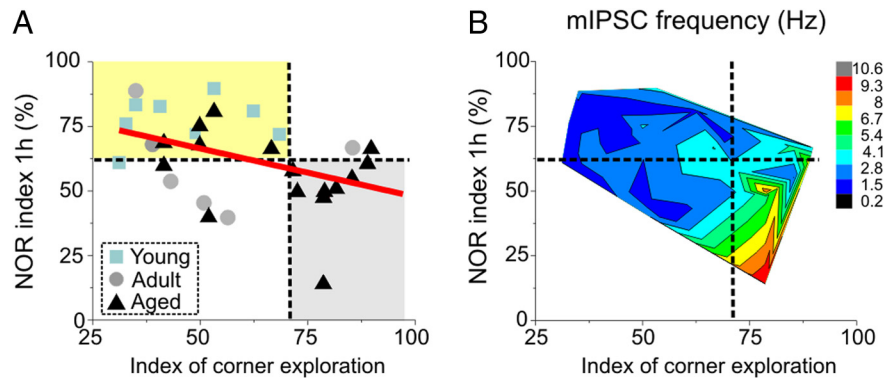 A
B
mIPSC frequency (Hz)
NOR index 1h (%)
100
75
50
25
0
Young
Adult
Aged
25
50
75
100
Index of corner exploration
NOR index 1h (%)
100
75
50
25
0
25
50
75
100
Index of corner exploration
10.6
9.3
8
6.7
5.4
4.1
2.8
1.5
0.2